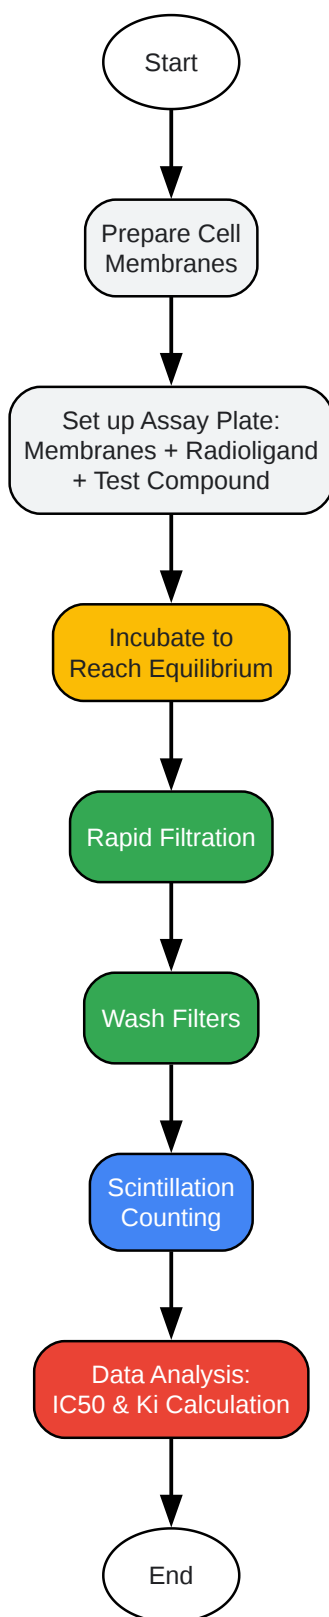 Start
Prepare Cell
Membranes
Set up Assay Plate:
Membranes + Radioligand
+ Test Compound
Incubate to
Reach Equilibrium
Rapid Filtration
Wash Filters
Scintillation
Counting
Data Analysis:
IC50 & Ki Calculation
End